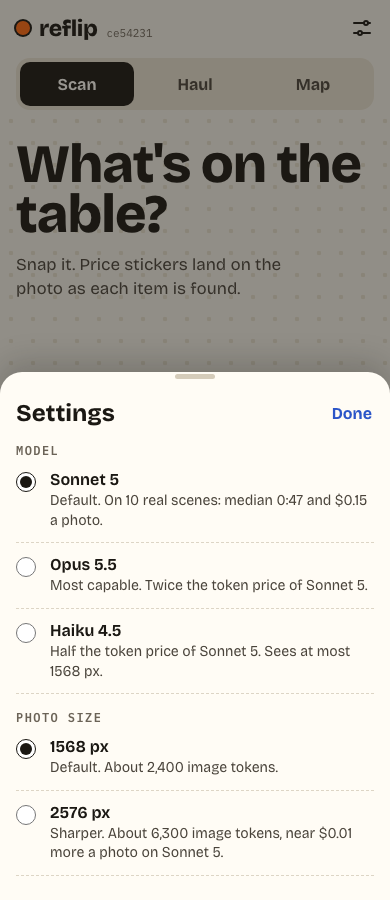 reflip ce54231
Scan Haul Map
What's on the
table?
Snap it. Price stickers land on the
photo as each item is found.
Settings Done
MODEL
Sonnet 5
Default. On 10 real scenes: median 0:47 and $0.15
a photo.
Opus 5.5
Most capable. Twice the token price of Sonnet 5.
Haiku 4.5
Half the token price of Sonnet 5. Sees at most
1568 px.
PHOTO SIZE
1568 px
Default. About 2,400 image tokens.
2576 px
Sharper. About 6,300 image tokens, near $0.01
more a photo on Sonnet 5.